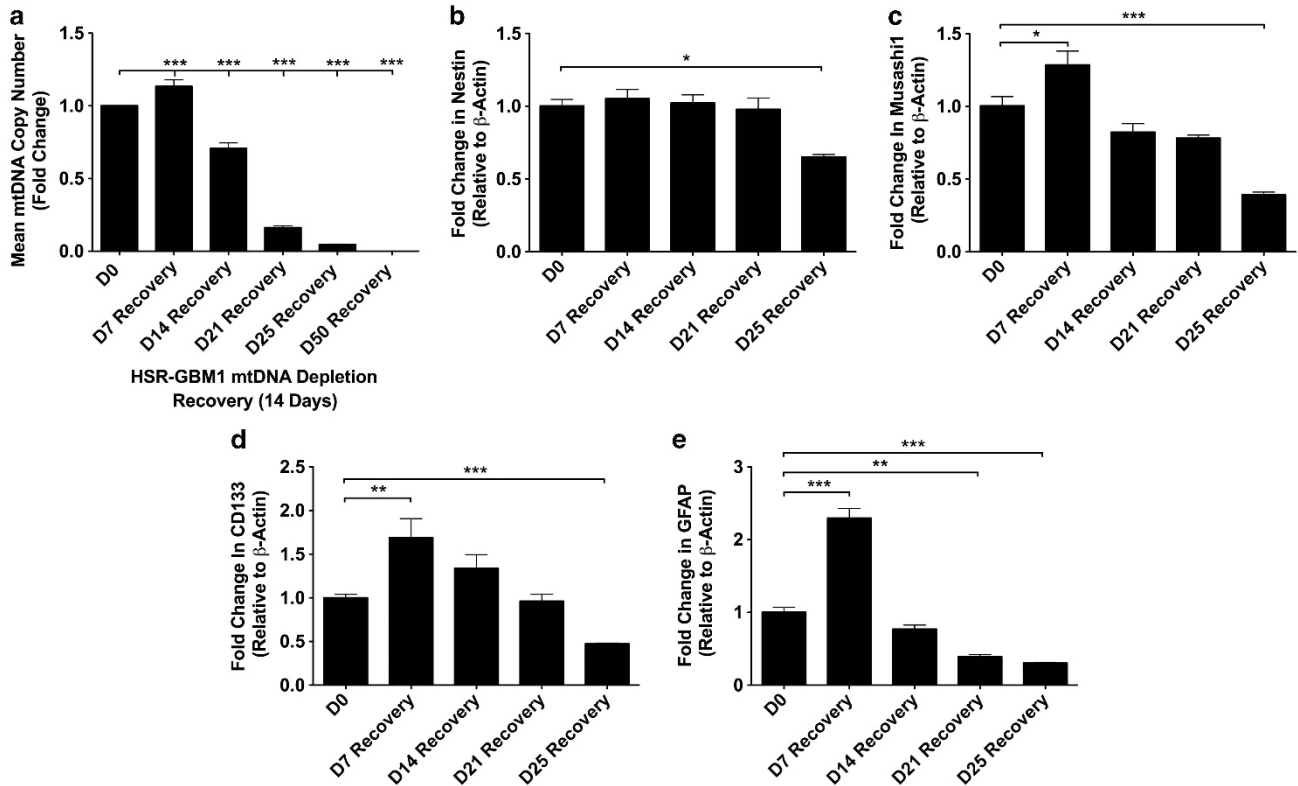 a
Mean mtDNA Copy Number
(Fold Change)
1.5
1.0
0.5
0.0
*** *** *** *** ***
D0
D7 Recovery
D14 Recovery
D21 Recovery
D25 Recovery
D50 Recovery
HSR-GBM1 mtDNA Depletion
Recovery (14 Days)
b
Fold Change in Nestin
(Relative to β-Actin)
1.5
1.0
0.5
0.0
*
D0
D7 Recovery
D14 Recovery
D21 Recovery
D25 Recovery
c
Fold Change In Musashi1
(Relative to β-Actin)
1.5
1.0
0.5
0.0
***
*
D0
D7 Recovery
D14 Recovery
D21 Recovery
D25 Recovery
d
Fold Change In CD133
(Relative to β-Actin)
2.5
2.0
1.5
1.0
0.5
0.0
***
**
D0
D7 Recovery
D14 Recovery
D21 Recovery
D25 Recovery
e
Fold Change in GFAP
(Relative to β-Actin)
3
2
1
0
***
**
***
D0
D7 Recovery
D14 Recovery
D21 Recovery
D25 Recovery